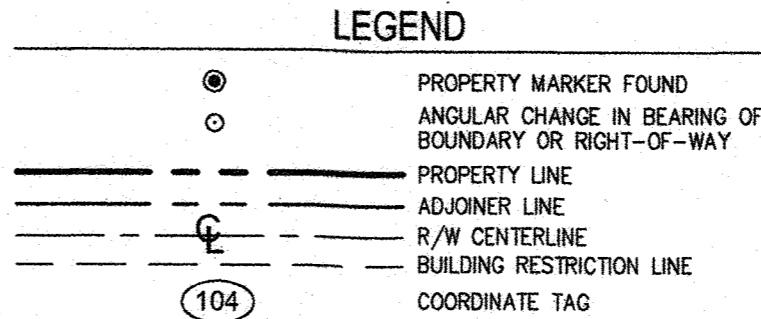 LEGEND
PROPERTY MARKER FOUND
ANGULAR CHANGE IN BEARING OF
BOUNDARY OR RIGHT-OF-WAY
PROPERTY LINE
ADJOINER LINE
CL R/W CENTERLINE
BUILDING RESTRICTION LINE
104 COORDINATE TAG